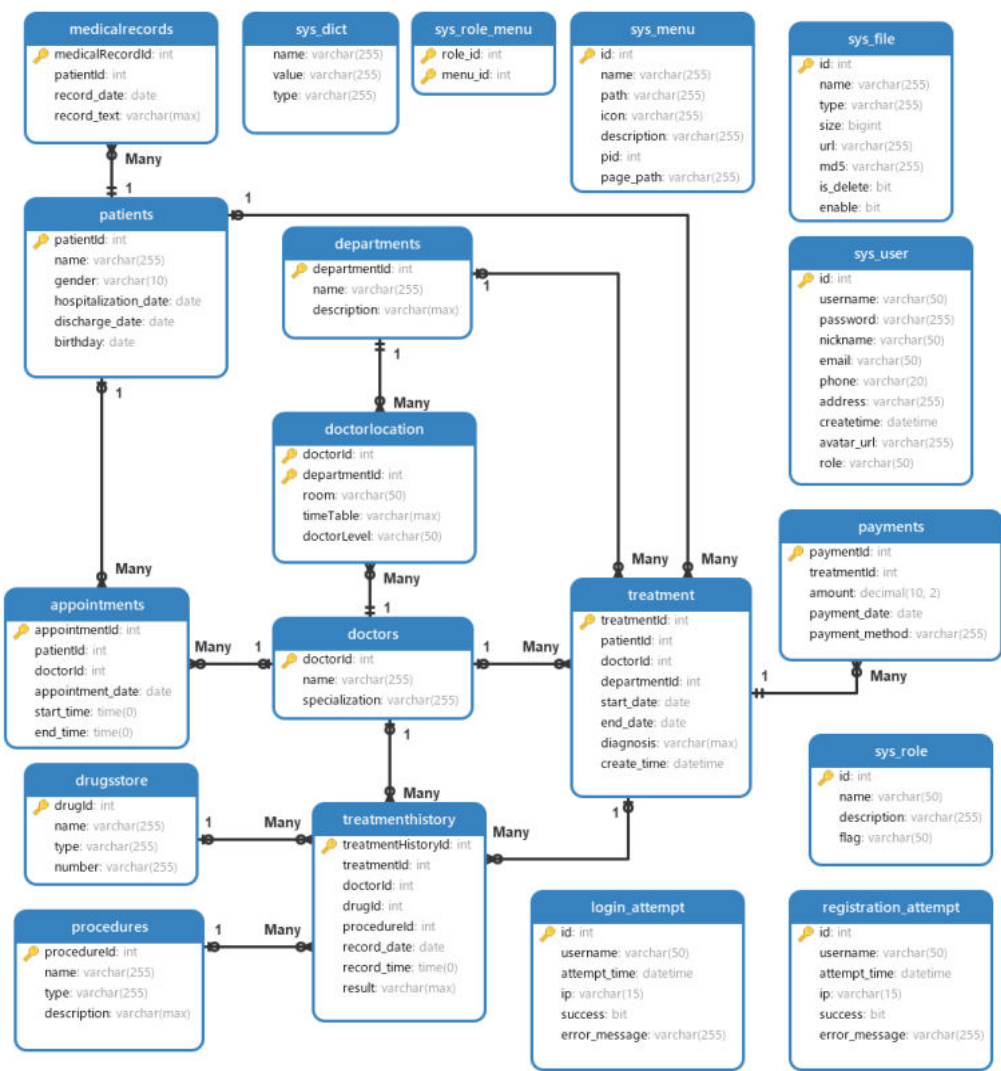 medicalrecords
medicalRecordId: int
patientId: int
record_date: date
record_text: varchar(max)
sys_dict
name: varchar(255)
value: varchar(255)
type: varchar(255)
sys_role_menu
role_id: int
menu_id: int
sys_menu
id: int
name: varchar(255)
path: varchar(255)
icon: varchar(255)
description: varchar(255)
pid: int
page_path: varchar(255)
sys_file
id: int
name: varchar(255)
type: varchar(255)
size: bigint
url: varchar(255)
md5: varchar(255)
is_delete: bit
enable: bit
Many
1
1
patients
patientId: int
name: varchar(255)
gender: varchar(10)
hospitalization_date: date
discharge_date: date
birthday: date
1
departments
departmentId: int
name: varchar(255)
description: varchar(max)
1
1
Many
sys_user
id: int
username: varchar(50)
password: varchar(255)
nickname: varchar(50)
email: varchar(50)
phone: varchar(20)
address: varchar(255)
createtime: datetime
avatar_url: varchar(255)
role: varchar(50)
doctorlocation
doctorId: int
departmentId: int
room: varchar(50)
timeTable: varchar(max)
doctorLevel: varchar(50)
Many
1
Many
Many
Many
payments
paymentId: int
treatmentId: int
amount: decimal(10, 2)
payment_date: date
payment_method: varchar(255)
Many
1
appointments
appointmentId: int
patientId: int
doctorId: int
appointment_date: date
start_time: time(0)
end_time: time(0)
Many
1
doctors
doctorId: int
name: varchar(255)
specialization: varchar(255)
1
Many
1
Many
treatment
treatmentId: int
patientId: int
doctorId: int
departmentId: int
start_date: date
end_date: date
diagnosis: varchar(max)
create_time: datetime
1
Many
sys_role
id: int
name: varchar(50)
description: varchar(255)
flag: varchar(50)
drugsstore
drugId: int
name: varchar(255)
type: varchar(255)
number: varchar(255)
1
Many
treatmenthistory
treatmentHistoryId: int
treatmentId: int
doctorId: int
drugId: int
procedureId: int
record_date: date
record_time: time(0)
result: varchar(max)
procedures
procedureId: int
name: varchar(255)
type: varchar(255)
description: varchar(max)
1
Many
login_attempt
id: int
username: varchar(50)
attempt_time: datetime
ip: varchar(15)
success: bit
error_message: varchar(255)
registration_attempt
id: int
username: varchar(50)
attempt_time: datetime
ip: varchar(15)
success: bit
error_message: varchar(255)